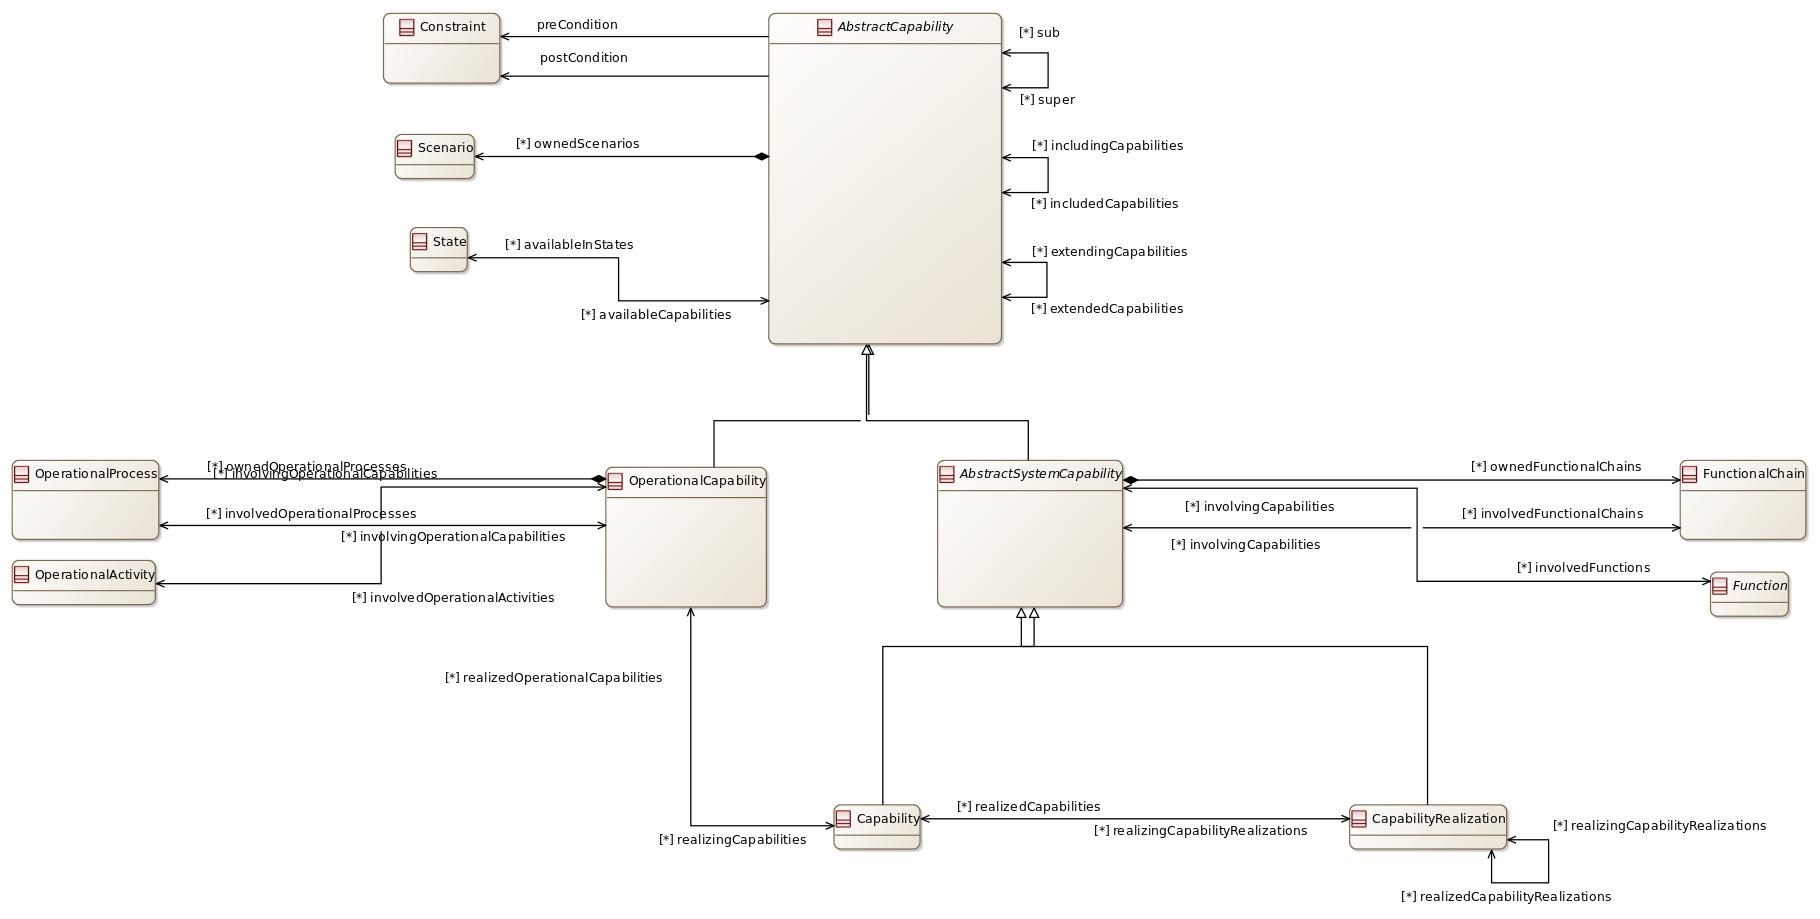 Constraint
preCondition
AbstractCapability
[*] sub
postCondition
[*] super
Scenario
[*] ownedScenarios
[*] includingCapabilities
[*] includedCapabilities
State
[*] availableInStates
[*] extendingCapabilities
[*] availableCapabilities
[*] extendedCapabilities
OperationalProcess
[*] ownedOperationalProcesses
[*] involvingOperationalCapabilities
OperationalCapability
AbstractSystemCapability
[*] ownedFunctionalChains
FunctionalChain
[*] involvedOperationalProcesses
[*] involvingCapabilities
[*] involvedFunctionalChains
[*] involvingOperationalCapabilities
[*] involvingCapabilities
OperationalActivity
[*] involvedFunctions
Function
[*] involvedOperationalActivities
[*] realizedOperationalCapabilities
[*] realizingCapabilities
Capability
[*] realizedCapabilities
[*] realizingCapabilityRealizations
CapabilityRealization
[*] realizingCapabilityRealizations
[*] realizedCapabilityRealizations